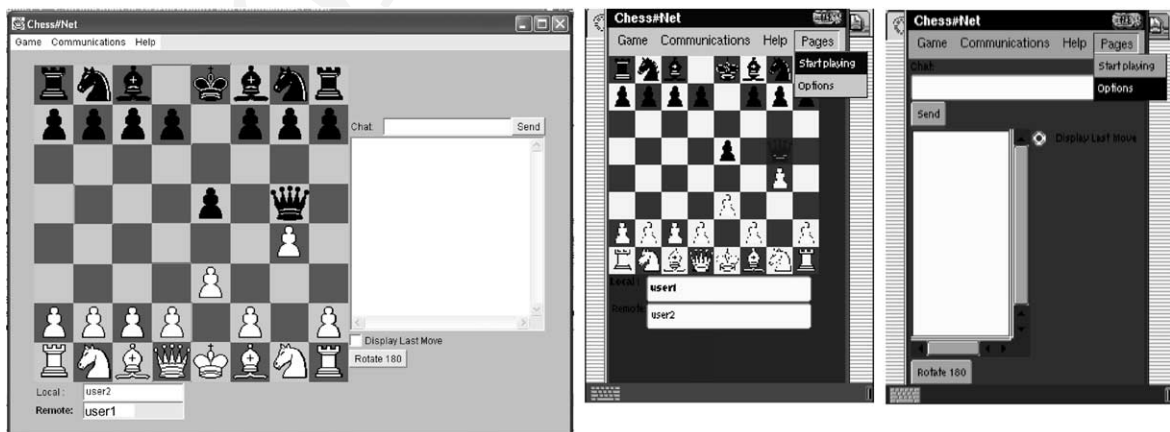 Chess#Net
Game Communications Help
Chat: Send
Display Last Move
Rotate 180
Local : user2
Remote: user1
Chess#Net
Game Communications Help Pages
Start plasing
Options
Local : user1
Remote user2
Chess#Net
Game Communications Help Pages
Start plasing
Chat:
Options
Send
Display Last Move
Rotate 180